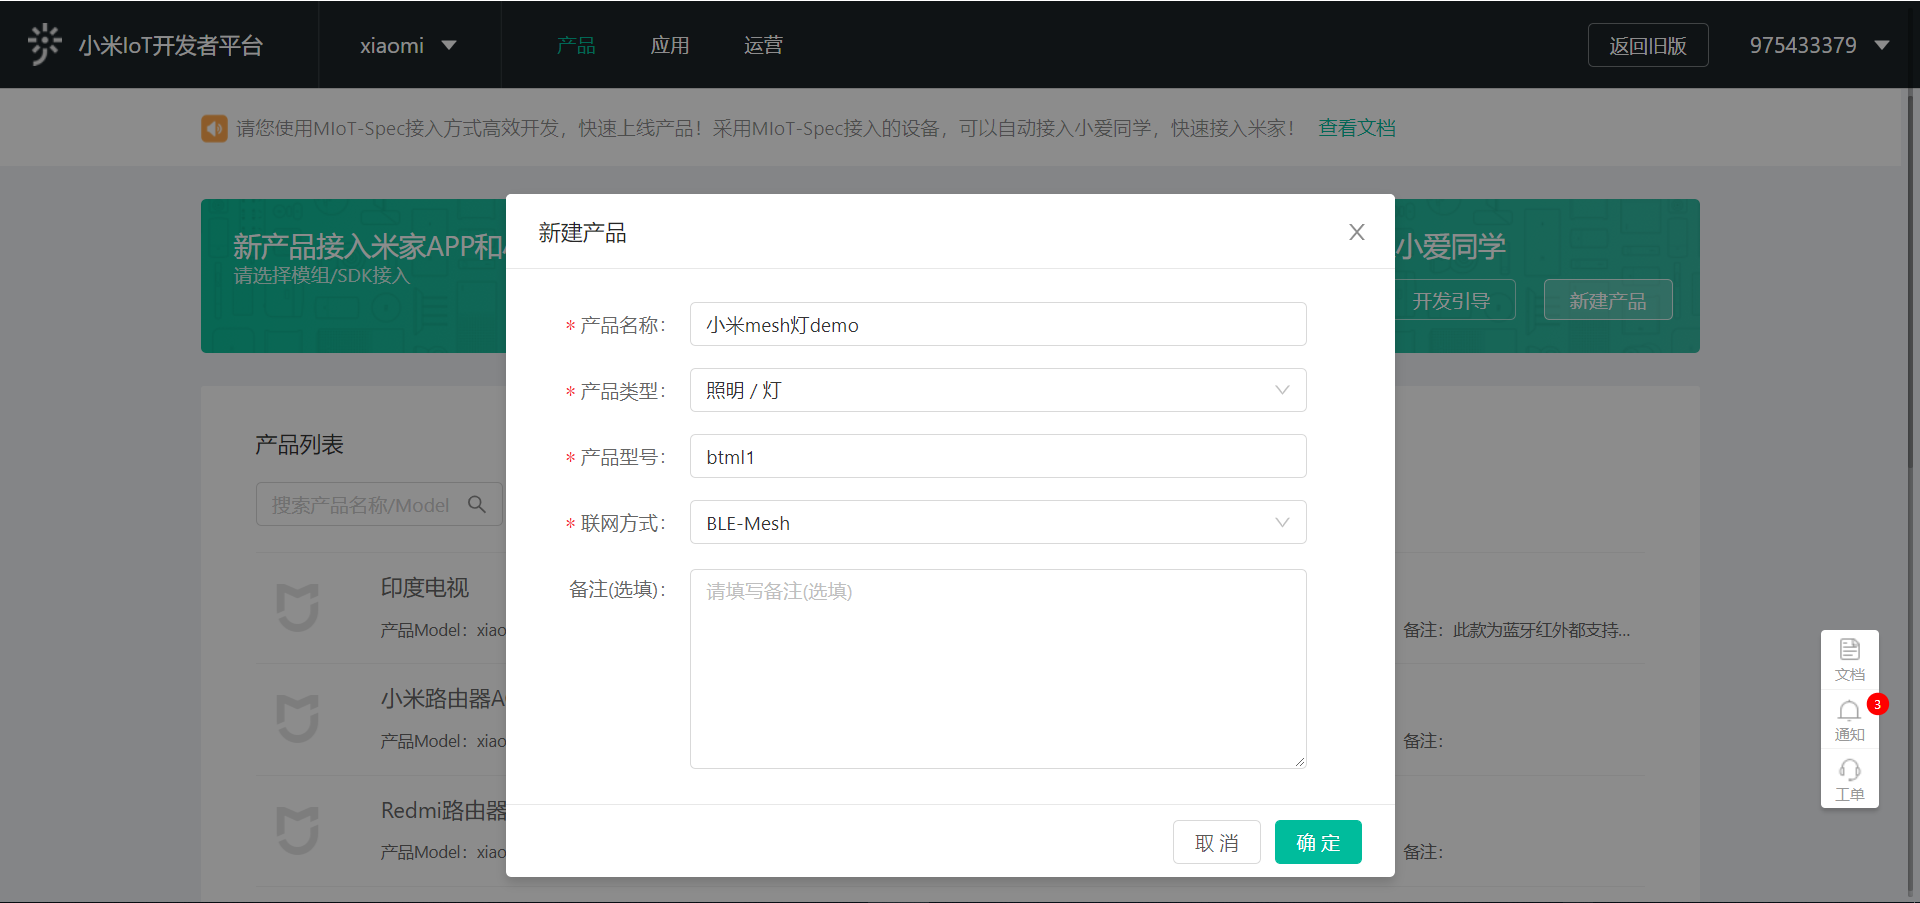 小米IoT开发者平台
xiaomi
产品
应用
运营
返回旧版
975433379
请您使用MIoT-Spec接入方式高效开发，快速上线产品！采用MIoT-Spec接入的设备，可以自动接入小爱同学，快速接入米家！ 查看文档
新产品接入米家APP和
小爱同学
请选择模组/SDK接入
开发引导
新建产品
新建产品
* 产品名称： 小米mesh灯demo
* 产品类型： 照明 / 灯
* 产品型号： btml1
* 联网方式： BLE-Mesh
备注(选填)： 请填写备注(选填)
取 消
确 定
产品列表
搜索产品名称/Model
印度电视
产品Model：xiao
备注：此款为蓝牙红外都支持...
小米路由器A
产品Model：xiao
备注：
Redmi路由器
产品Model：xiao
备注：
文档
3
通知
工单